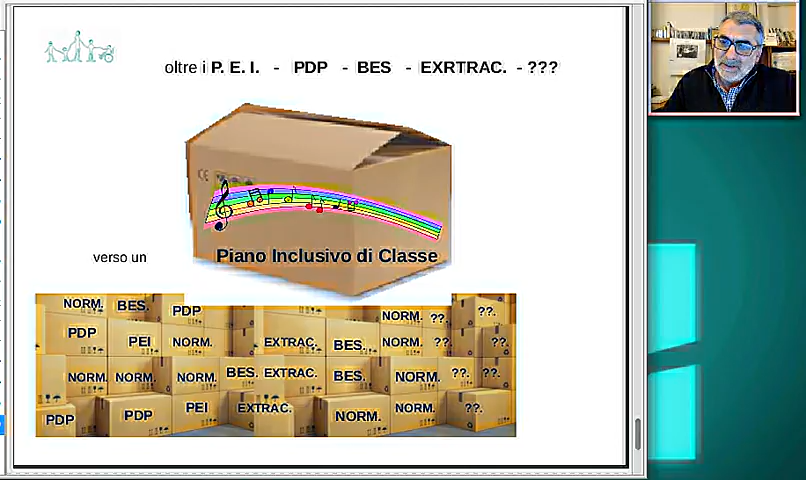 oltre i P. E. I. - PDP - BES - EXRTRAC. - ???
CE
verso un
Piano Inclusivo di Classe
NORM. BES. PDP NORM. ??. ??.
PDP PEI NORM. EXTRAC. BES. NORM. ??. ??.
NORM. NORM. NORM. BES. EXTRAC. BES. NORM. ??. ??.
PDP PDP PEI EXTRAC. NORM. NORM. ??.